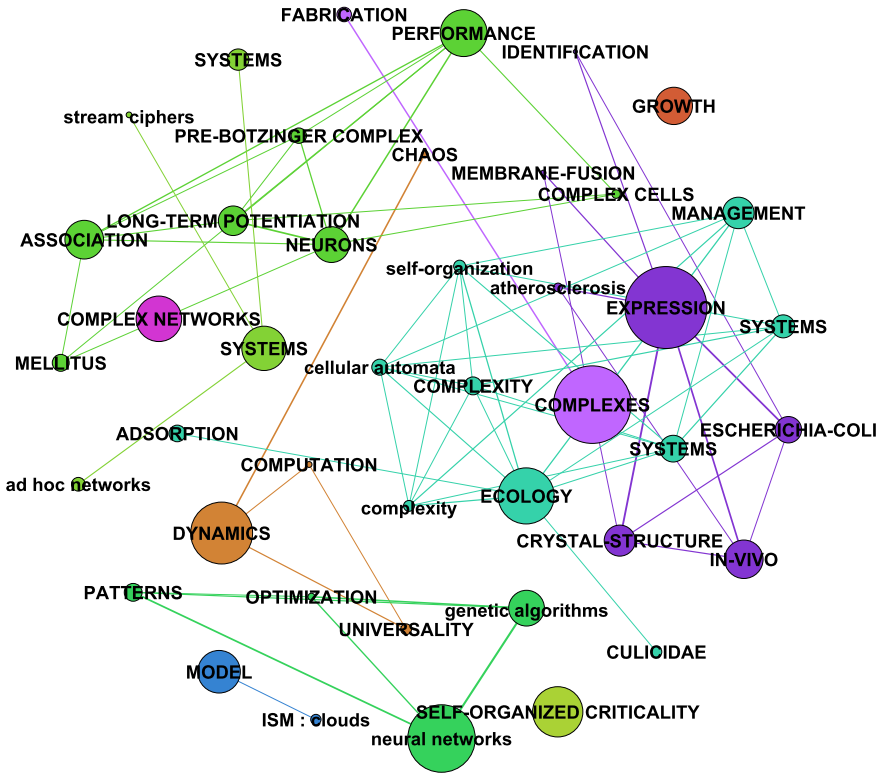 FABRICATION
PERFORMANCE
IDENTIFICATION
SYSTEMS
GROWTH
stream ciphers
PRE-BOTZINGER COMPLEX
CHAOS
MEMBRANE-FUSION
COMPLEX CELLS
MANAGEMENT
LONG-TERM POTENTIATION
ASSOCIATION
NEURONS
self-organization
atherosclerosis
EXPRESSION
COMPLEX NETWORKS
SYSTEMS
SYSTEMS
MELLITUS
cellular automata
COMPLEXITY
COMPLEXES
ADSORPTION
ESCHERICHIA-COLI
SYSTEMS
COMPUTATION
ad hoc networks
ECOLOGY
complexity
DYNAMICS
CRYSTAL-STRUCTURE
IN-VIVO
PATTERNS
OPTIMIZATION
genetic algorithms
UNIVERSALITY
CULICIDAE
MODEL
SELF-ORGANIZED CRITICALITY
ISM : clouds
neural networks